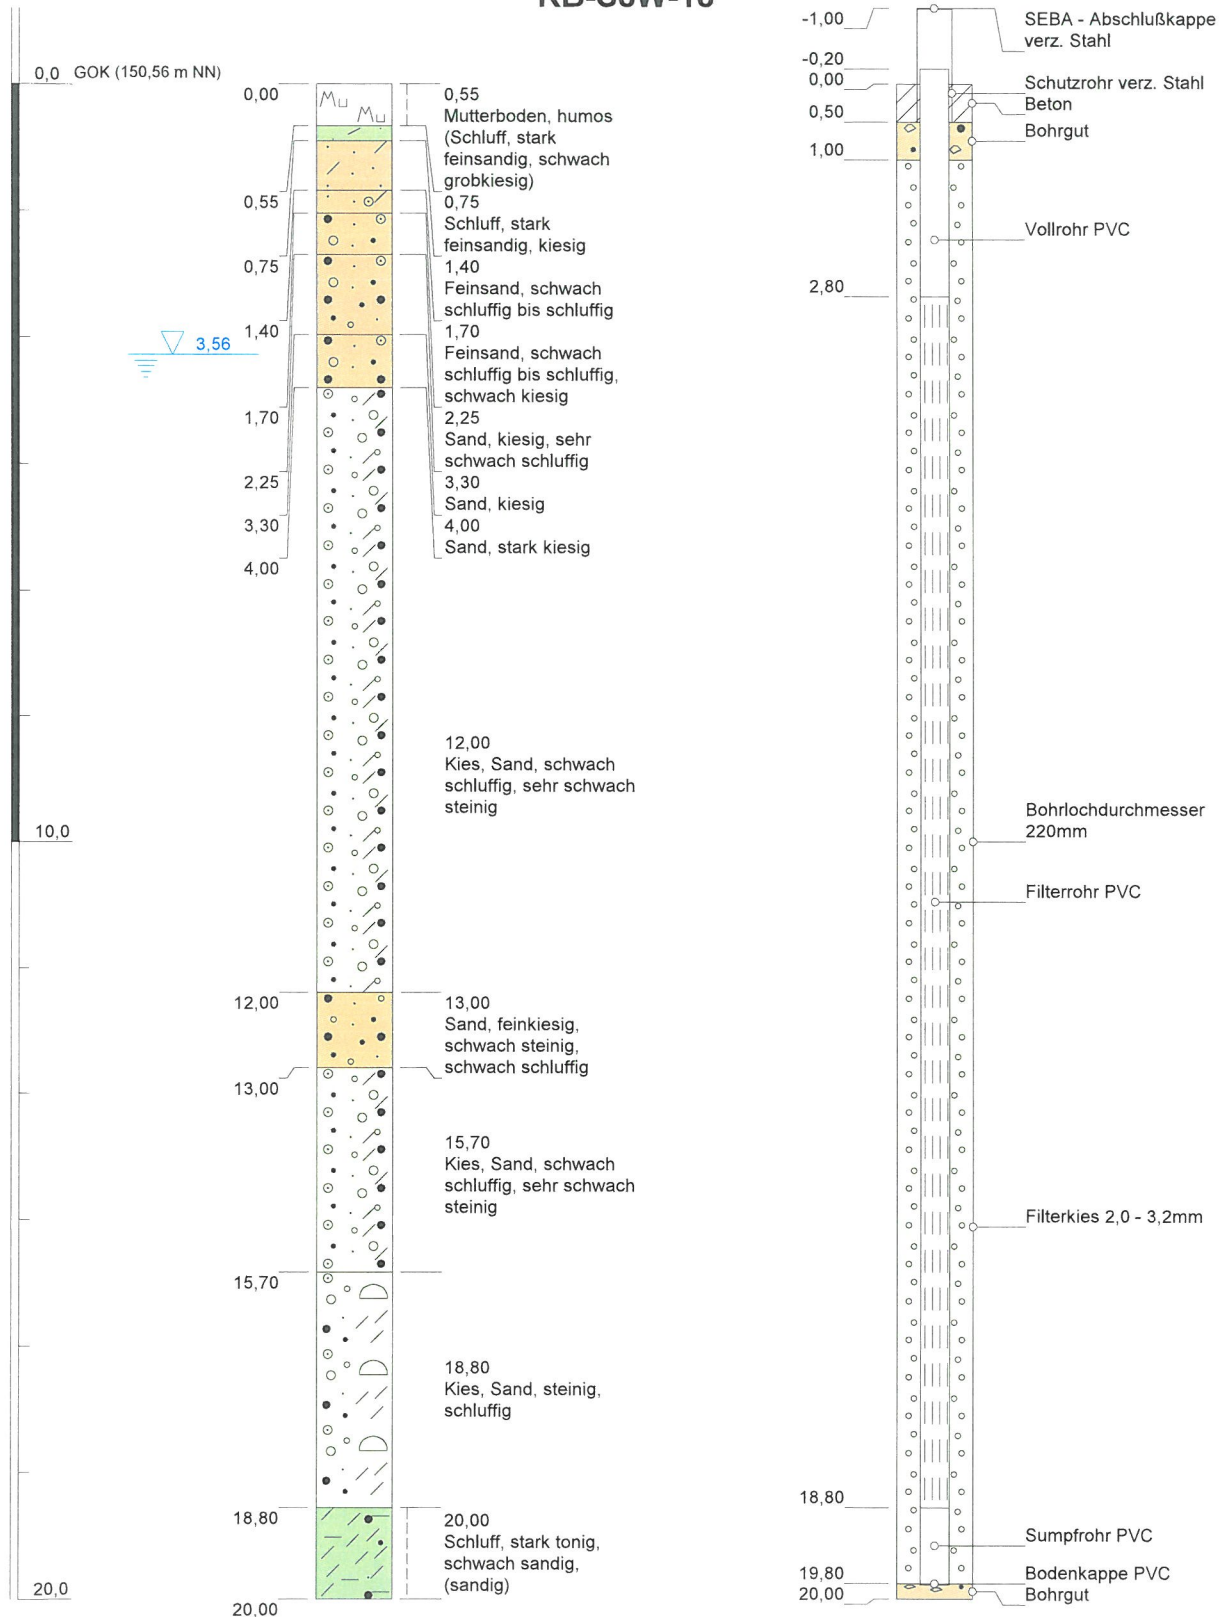 0,0 GOK (150,56 m NN)
10,0
20,0
3,56
0,00
0,55
0,75
1,40
1,70
2,25
3,30
4,00
12,00
13,00
15,70
18,80
20,00
0,55
Mutterboden, humos
(Schluff, stark
feinsandig, schwach
grobkiesig)
0,75
Schluff, stark
feinsandig, kiesig
1,40
Feinsand, schwach
schluffig bis schluffig
1,70
Feinsand, schwach
schluffig bis schluffig,
schwach kiesig
2,25
Sand, kiesig, sehr
schwach schluffig
3,30
Sand, kiesig
4,00
Sand, stark kiesig
12,00
Kies, Sand, schwach
schluffig, sehr schwach
steinig
13,00
Sand, feinkiesig,
schwach steinig,
schwach schluffig
15,70
Kies, Sand, schwach
schluffig, sehr schwach
steinig
18,80
Kies, Sand, steinig,
schluffig
20,00
Schluff, stark tonig,
schwach sandig,
(sandig)
Mu
Mu
-1,00
-0,20
0,00
0,50
1,00
2,80
18,80
19,80
20,00
SEBA - Abschlußkappe
verz. Stahl
Schutzrohr verz. Stahl
Beton
Bohrgut
Vollrohr PVC
Bohrlochdurchmesser
220mm
Filterrohr PVC
Filterkies 2,0 - 3,2mm
Sumpfrohr PVC
Bodenkappe PVC
Bohrgut